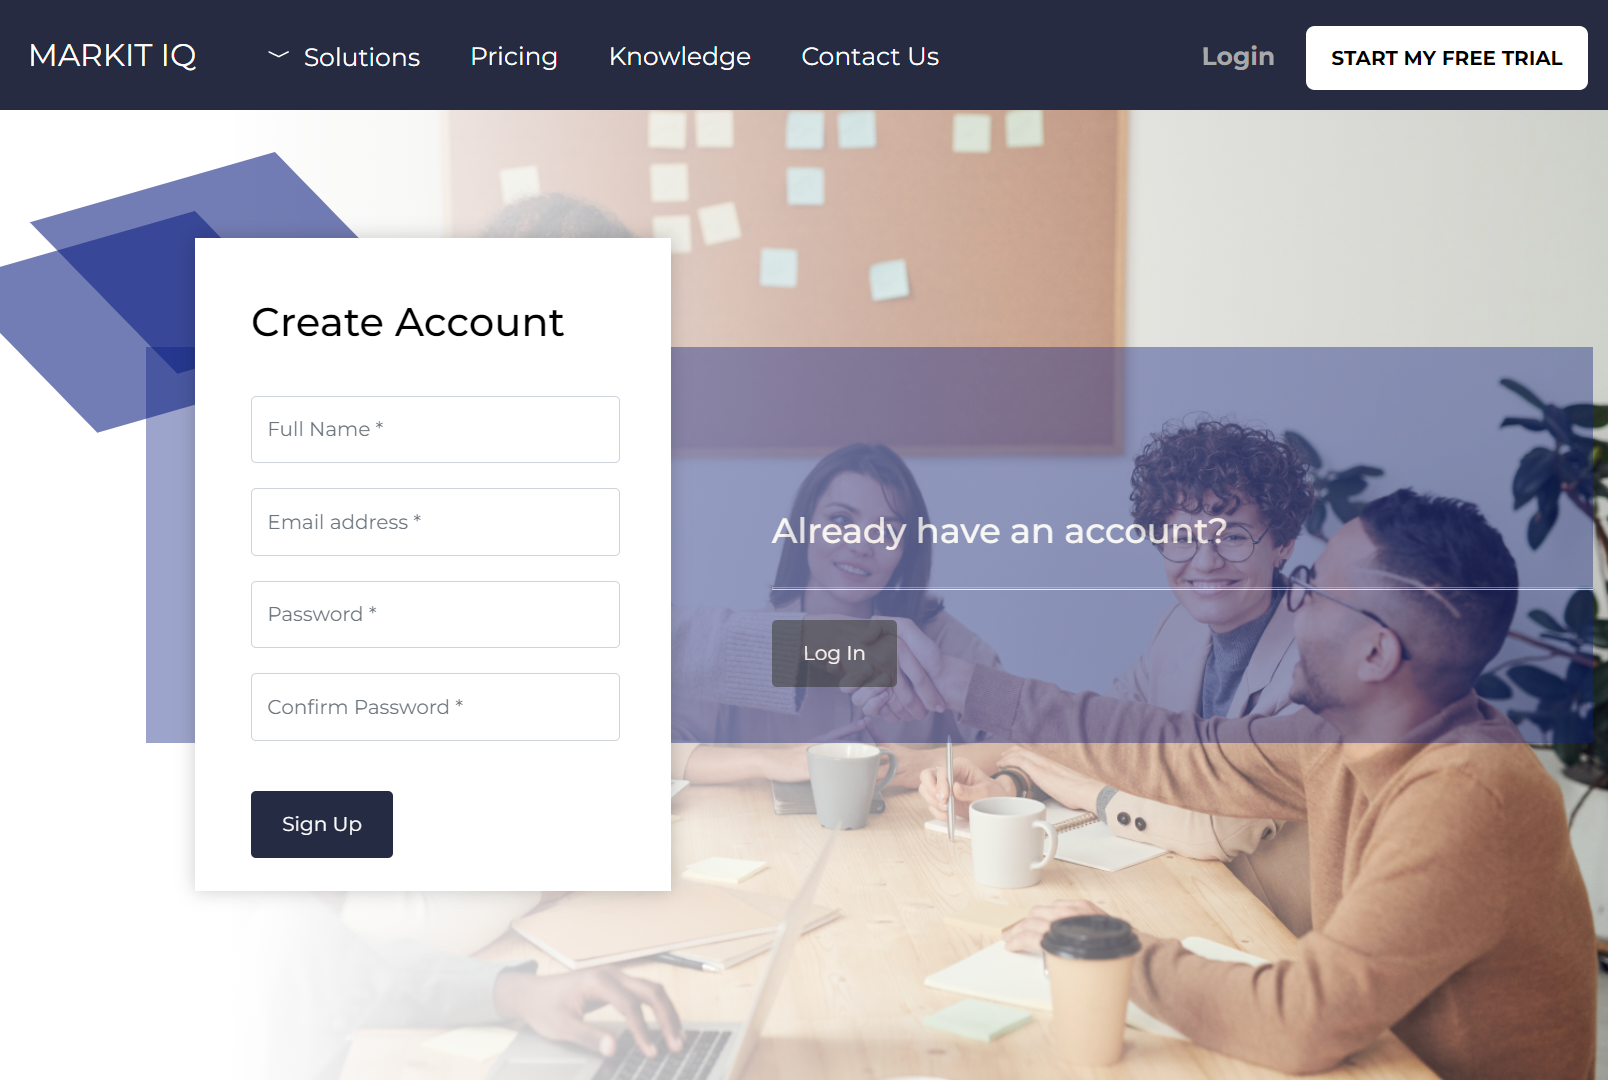 MARKIT IQ
Solutions
Pricing
Knowledge
Contact Us
Login
START MY FREE TRIAL
Create Account
Full Name *
Email address *
Password *
Confirm Password *
Sign Up
Already have an account?
Log In